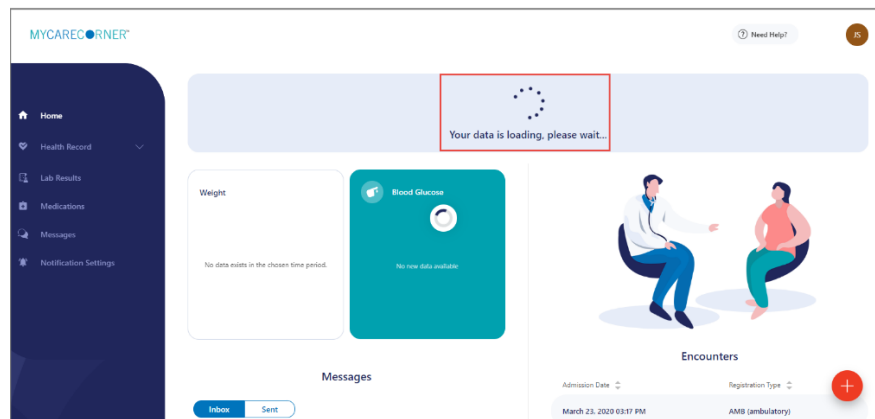 MYCARECORNER™
Need Help?
JS
Home
Health Record
Lab Results
Medications
Messages
Notification Settings
Your data is loading, please wait...
Weight
No data exists in the chosen time period.
Blood Glucose
No new data available
Messages
Inbox Sent
Encounters
Admission Date Registration Type
March 23, 2020 03:17 PM AMB (ambulatory)